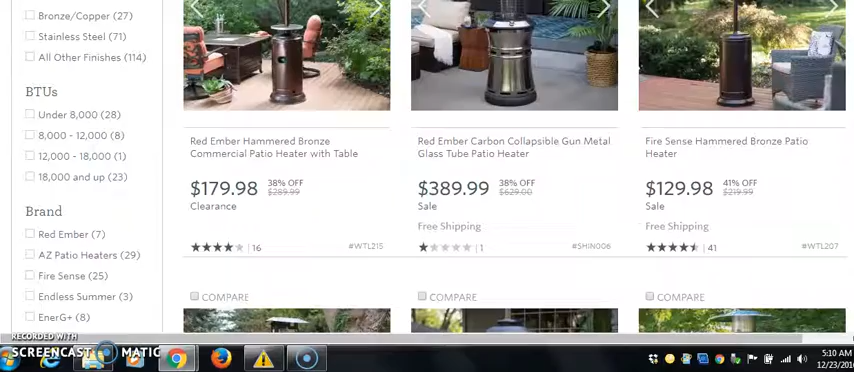 Bronze/Copper (27)
Stainless Steel (71)
All Other Finishes (114)
BTUs
Under 8,000 (28)
8,000 - 12,000 (8)
12,000 - 18,000 (1)
18,000 and up (23)
Brand
Red Ember (7)
AZ Patio Heaters (29)
Fire Sense (25)
Endless Summer (3)
EnerG+ (8)
Red Ember Hammered Bronze
Commercial Patio Heater with Table
$179.98 38% OFF
$289.99
Clearance
| 16 #WTL215
Red Ember Carbon Collapsible Gun Metal
Glass Tube Patio Heater
$389.99 38% OFF
$629.00
Sale
Free Shipping
| 1 #SHIN006
Fire Sense Hammered Bronze Patio
Heater
$129.98 41% OFF
$219.99
Sale
Free Shipping
| 41 #WTL207
COMPARE
COMPARE
COMPARE
RECORDED WITH
SCREENCAST MATIC
5:10 AM